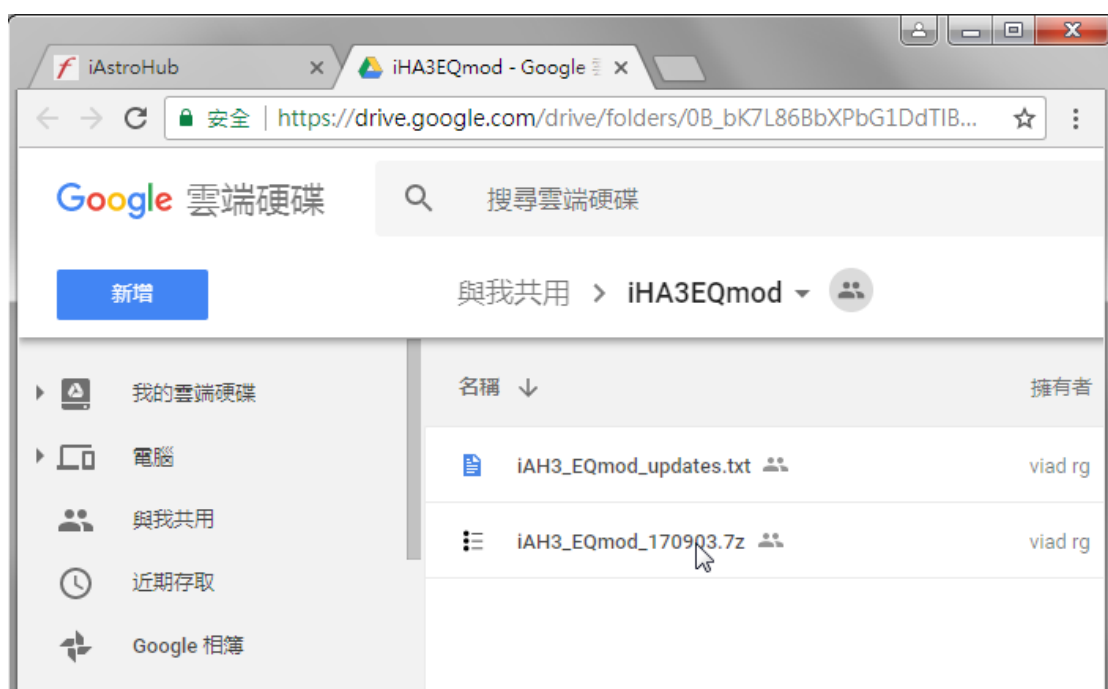 iAstroHub
iHA3EQmod - Google
安全 | https://drive.google.com/drive/folders/0B_bK7L86BbXPbG1DdTlB...
Google 雲端硬碟
搜尋雲端硬碟
新增
與我共用 > iHA3EQmod
我的雲端硬碟
電腦
與我共用
近期存取
Google 相簿
名稱
擁有者
iAH3_EQmod_updates.txt
viad rg
iAH3_EQmod_170903.7z
viad rg